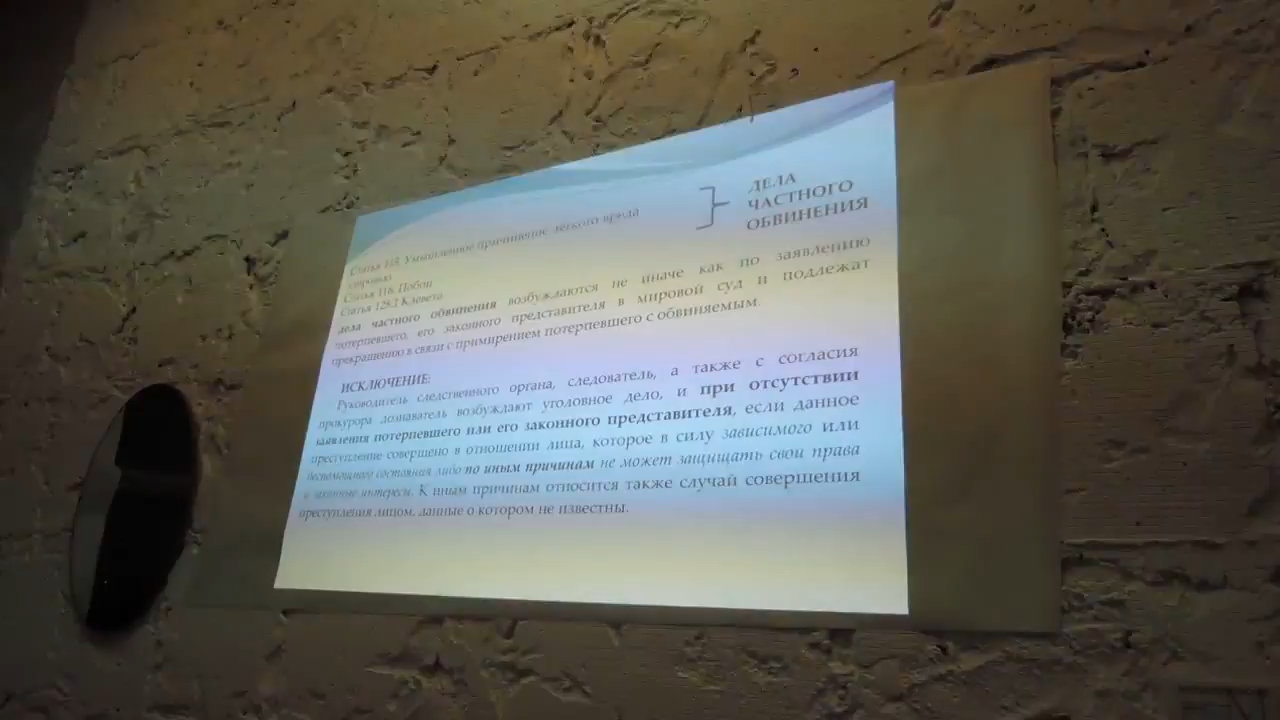 Статья 115. Умышленное причинение легкого вреда
здоровью
Статья 116. Побои
Статья 128.1 Клевета
ДЕЛА
ЧАСТНОГО
ОБВИНЕНИЯ
дела частного обвинения возбуждаются не иначе как по заявлению
потерпевшего, его законного представителя в мировой суд и подлежат
прекращению в связи с примирением потерпевшего с обвиняемым.
ИСКЛЮЧЕНИЕ:
Руководитель следственного органа, следователь, а также с согласия
прокурора дознаватель возбуждают уголовное дело, и при отсутствии
заявления потерпевшего или его законного представителя, если данное
преступление совершено в отношении лица, которое в силу зависимого или
беспомощного состояния либо по иным причинам не может защищать свои права
и законные интересы. К иным причинам относится также случай совершения
преступления лицом, данные о котором не известны.